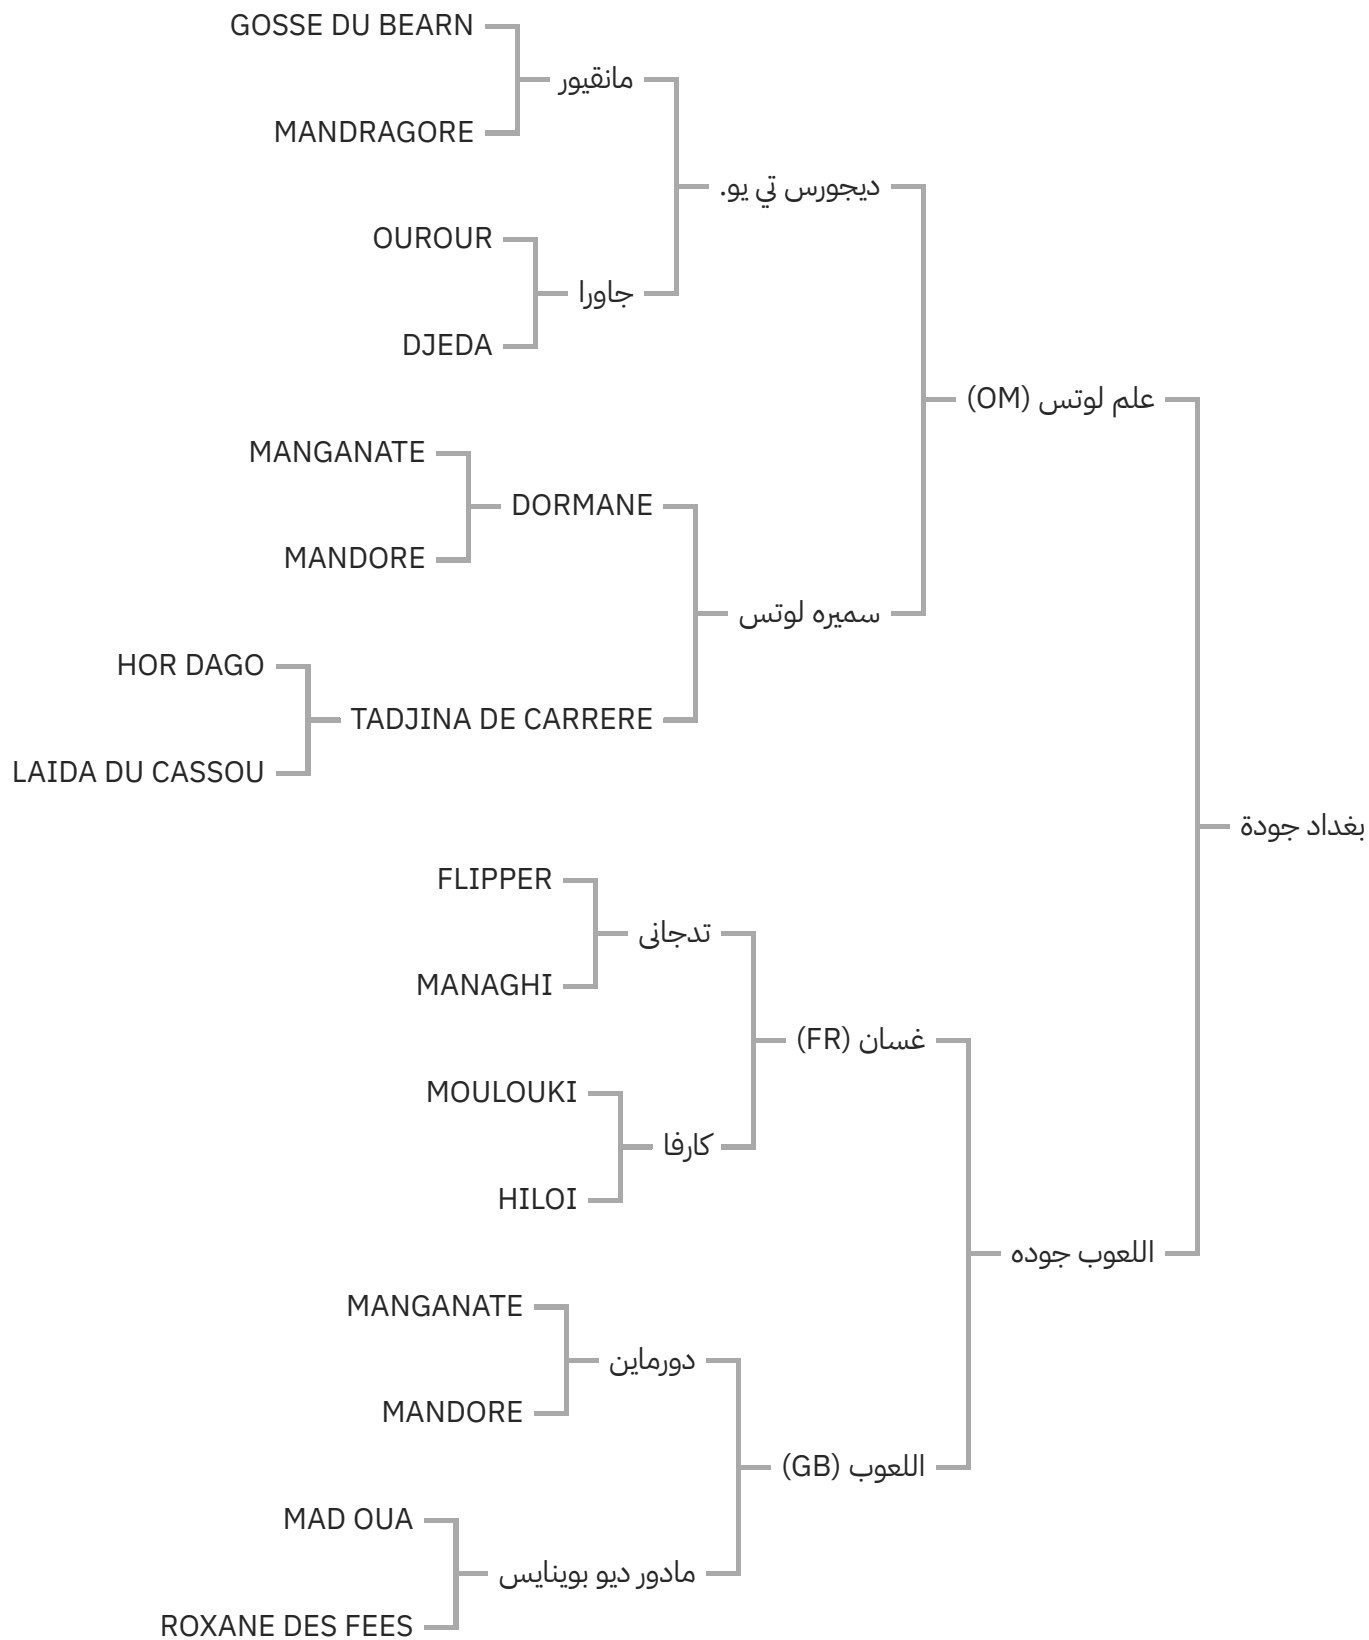 GOSSE DU BEARN
مانقيور
MANDRAGORE
ديجورس تي يو.
OUROUR
جاورا
DJEDA
علم لوتس (OM)
MANGANATE
DORMANE
MANDORE
سميره لوتس
HOR DAGO
TADJINA DE CARRERE
LAIDA DU CASSOU
بغداد جودة
FLIPPER
تدجانى
MANAGHI
غسان (FR)
MOULOUKI
كارفا
HILOI
اللعوب جوده
MANGANATE
دورماين
MANDORE
اللعوب (GB)
MAD OUA
مادور ديو بوينايس
ROXANE DES FEES